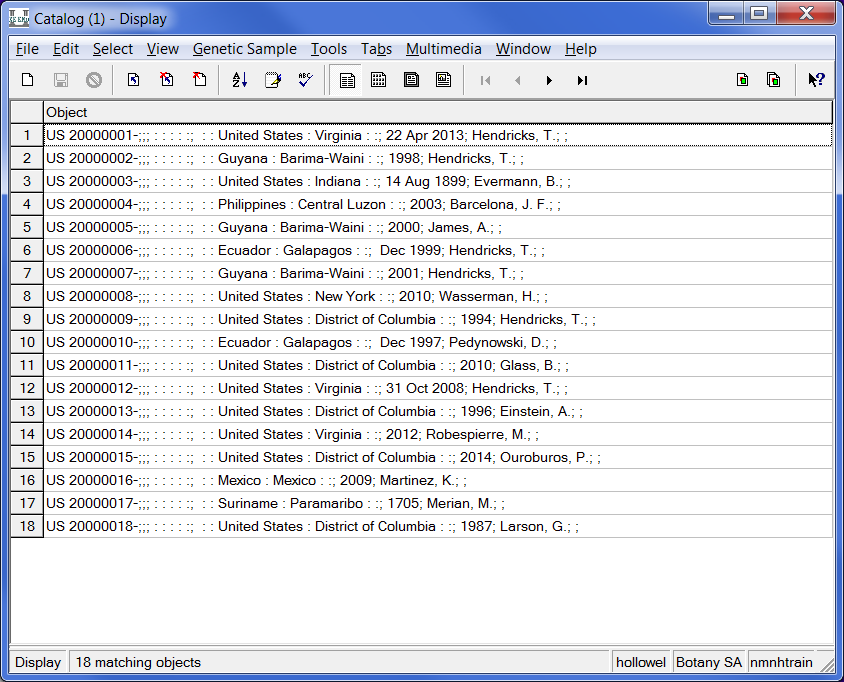 Catalog (1) - Display
File Edit Select View Genetic Sample Tools Tabs Multimedia Window Help
Object
1 US 20000001-;;; : : : : :;  : : United States : Virginia : :; 22 Apr 2013; Hendricks, T.; ;
2 US 20000002-;;; : : : : :;  : : Guyana : Barima-Waini : :; 1998; Hendricks, T.; ;
3 US 20000003-;;; : : : : :;  : : United States : Indiana : :; 14 Aug 1899; Evermann, B.; ;
4 US 20000004-;;; : : : : :;  : : Philippines : Central Luzon : :; 2003; Barcelona, J. F.; ;
5 US 20000005-;;; : : : : :;  : : Guyana : Barima-Waini : :; 2000; James, A.; ;
6 US 20000006-;;; : : : : :;  : : Ecuador : Galapagos : :;  Dec 1999; Hendricks, T.; ;
7 US 20000007-;;; : : : : :;  : : Guyana : Barima-Waini : :; 2001; Hendricks, T.; ;
8 US 20000008-;;; : : : : :;  : : United States : New York : :; 2010; Wasserman, H.; ;
9 US 20000009-;;; : : : : :;  : : United States : District of Columbia : :; 1994; Hendricks, T.; ;
10 US 20000010-;;; : : : : :;  : : Ecuador : Galapagos : :;  Dec 1997; Pedynowski, D.; ;
11 US 20000011-;;; : : : : :;  : : United States : District of Columbia : :; 2010; Glass, B.; ;
12 US 20000012-;;; : : : : :;  : : United States : Virginia : :; 31 Oct 2008; Hendricks, T.; ;
13 US 20000013-;;; : : : : :;  : : United States : District of Columbia : :; 1996; Einstein, A.; ;
14 US 20000014-;;; : : : : :;  : : United States : Virginia : :; 2012; Robespierre, M.; ;
15 US 20000015-;;; : : : : :;  : : United States : District of Columbia : :; 2014; Ouroburos, P.; ;
16 US 20000016-;;; : : : : :;  : : Mexico : Mexico : :; 2009; Martinez, K.; ;
17 US 20000017-;;; : : : : :;  : : Suriname : Paramaribo : :; 1705; Merian, M.; ;
18 US 20000018-;;; : : : : :;  : : United States : District of Columbia : :; 1987; Larson, G.; ;
Display 18 matching objects hollowel Botany SA nmnhtrain